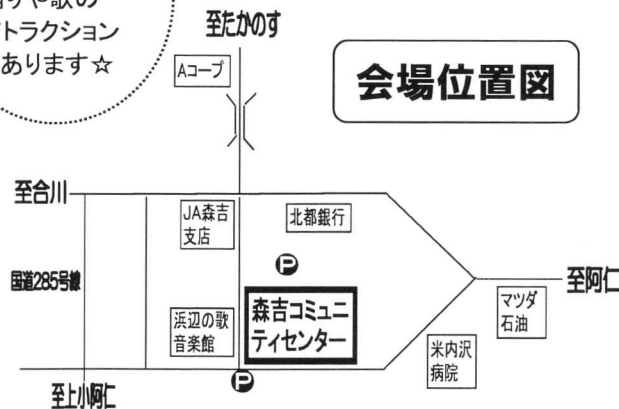 踊りや歌の
アトラクション
あります☆
至たかのす
Aコープ
会場位置図
至合川
JA森吉
支店
北都銀行
国道285号線
P
至阿仁
マツダ
石油
浜辺の歌
音楽館
森吉コミュニ
ティセンター
米内沢
病院
P
至上小阿仁